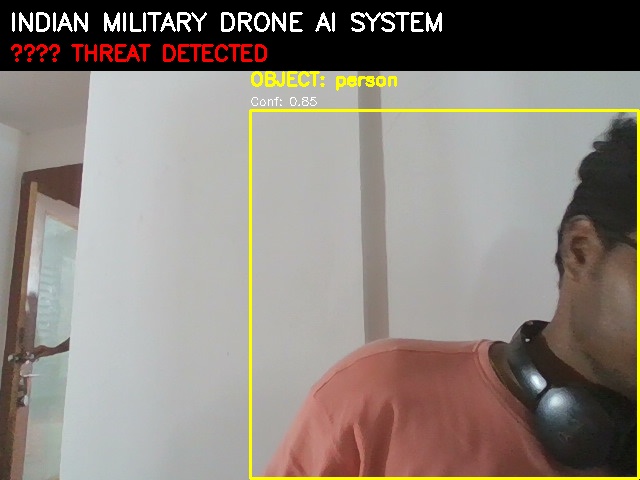 INDIAN MILITARY DRONE AI SYSTEM
???? THREAT DETECTED
OBJECT: person
Conf: 0.85